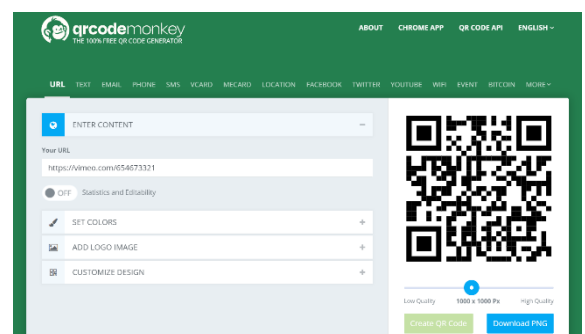 qrcodemonkey
THE 100% FREE QR CODE GENERATOR
ABOUT CHROME APP QR CODE API ENGLISH
URL TEXT EMAIL PHONE SMS VCARD MECARD LOCATION FACEBOOK TWITTER YOUTUBE WIFI EVENT BITCOIN MORE
ENTER CONTENT
Your URL
https://vimeo.com/654673321
OFF Statistics and Editability
SET COLORS
ADD LOGO IMAGE
CUSTOMIZE DESIGN
Low Quality 1000 x 1000 Px High Quality
Create QR Code Download PNG